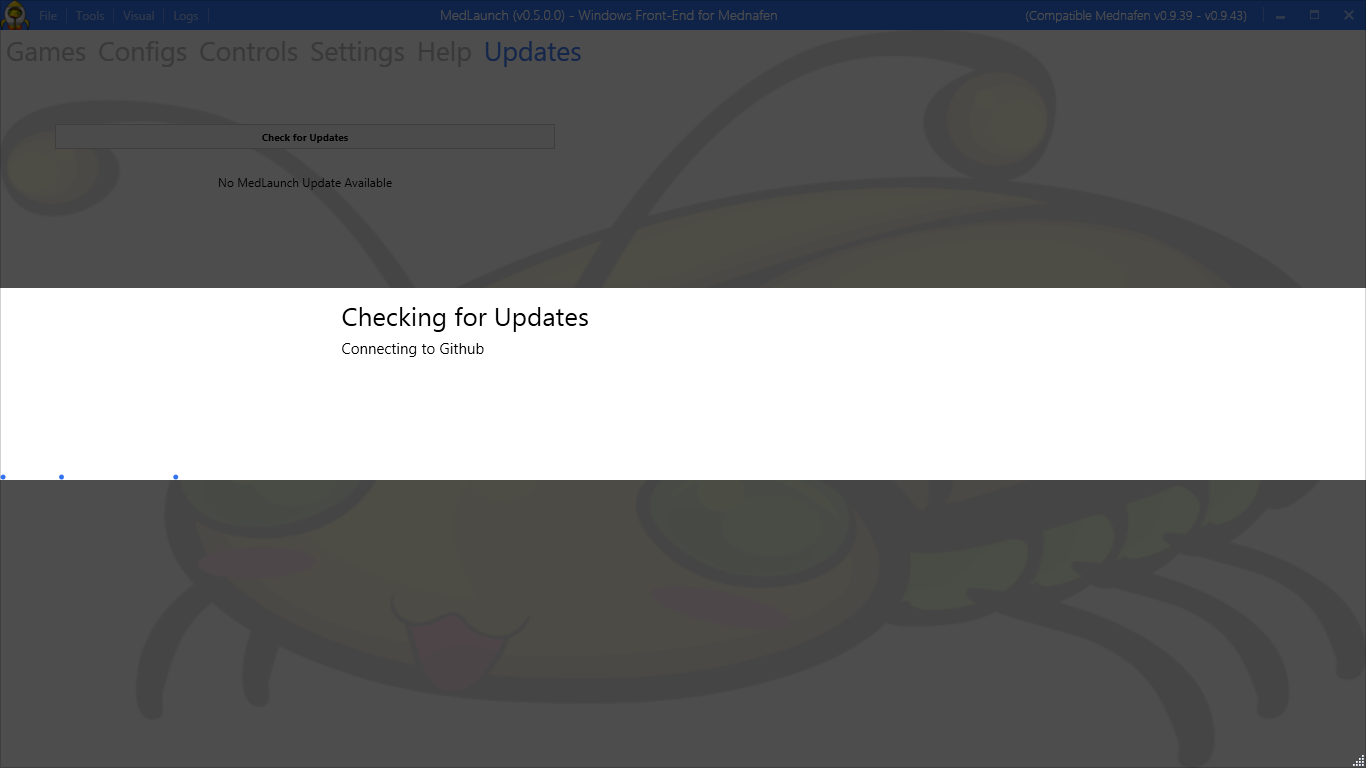 File Tools Visual Logs MedLaunch (v0.5.0.0) - Windows Front-End for Mednafen (Compatible Mednafen v0.9.39 - v0.9.43)
Games Configs Controls Settings Help Updates
Check for Updates
No MedLaunch Update Available
Checking for Updates
Connecting to Github